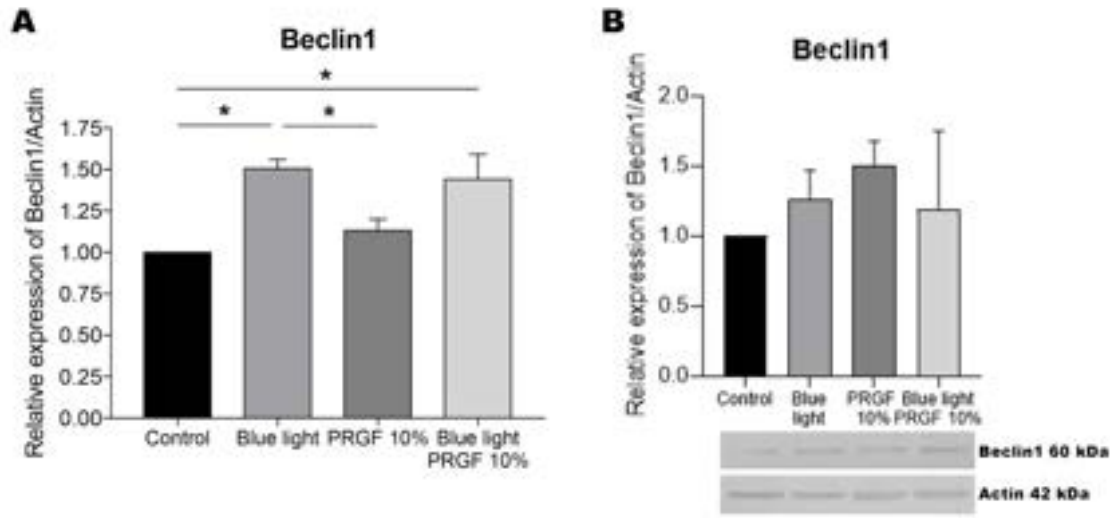 A
Beclin1
Relative expression of Beclin1/Actin
*
*
*
1.75
1.50
1.25
1.00
0.75
0.50
0.25
0.00
Control
Blue light
PRGF 10%
Blue light
PRGF 10%
B
Beclin1
Relative expression of Beclin1/Actin
2.0
1.5
1.0
0.5
0.0
Control
Blue
light
PRGF
10%
Blue light
PRGF 10%
Beclin1 60 kDa
Actin 42 kDa